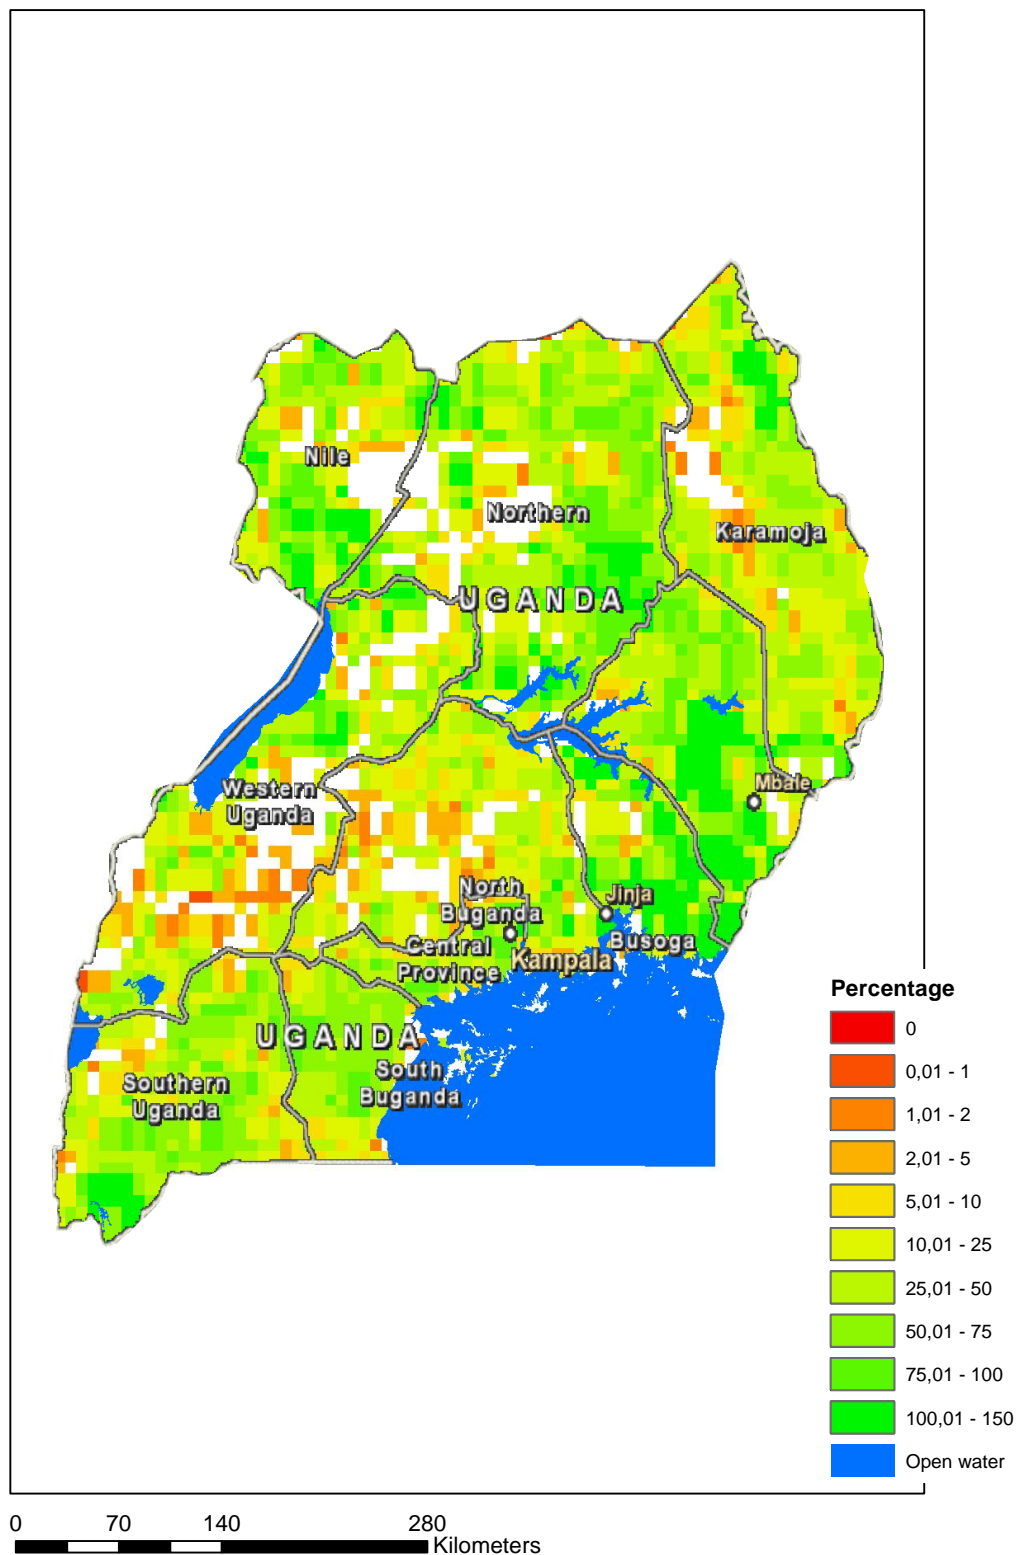 Nile
Northern
Karamoja
UGANDA
Mbale
Western
Uganda
North
Buganda
Jinja
Busoga
Central
Province
Kampala
UGANDA
South
Buganda
Southern
Uganda
Percentage
0
0,01 - 1
1,01 - 2
2,01 - 5
5,01 - 10
10,01 - 25
25,01 - 50
50,01 - 75
75,01 - 100
100,01 - 150
Open water
0 70 140 280
Kilometers